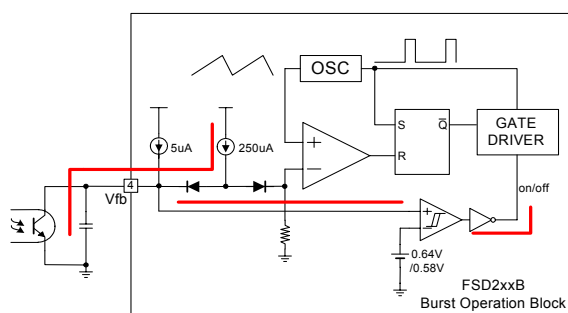 OSC
5uA
250uA
+
−
S
Q̅
R
GATE
DRIVER
Vfb
4
on/off
+
−
0.64V
/0.58V
FSD2xxB
Burst Operation Block